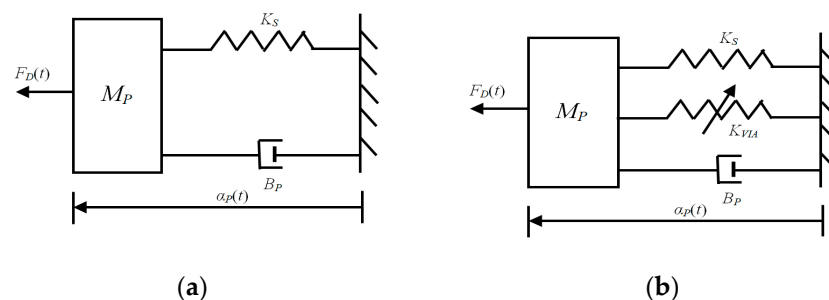 K_S
F_D(t)
M_P
B_P
α_P(t)
(a)
K_S
F_D(t)
M_P
K_VIA
B_P
α_P(t)
(b)